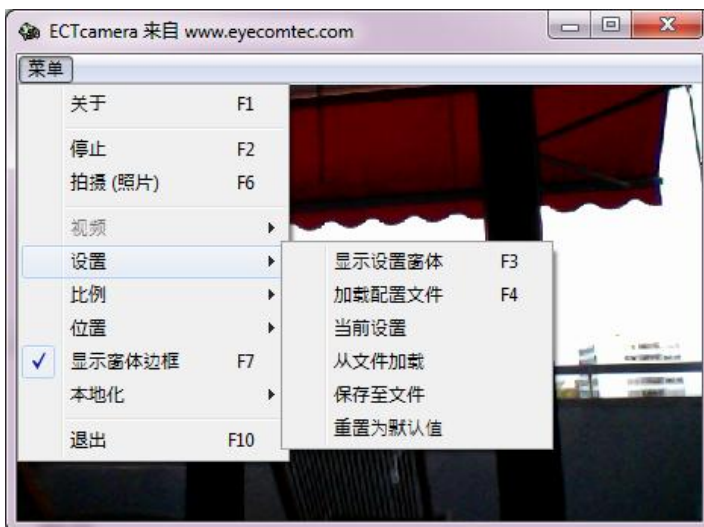 ECTcamera 来自 www.eyecomtec.com
菜单
关于 F1
停止 F2
拍摄 (照片) F6
视频
设置
比例
位置
显示窗体边框 F7
本地化
退出 F10
显示设置窗体 F3
加载配置文件 F4
当前设置
从文件加载
保存至文件
重置为默认值